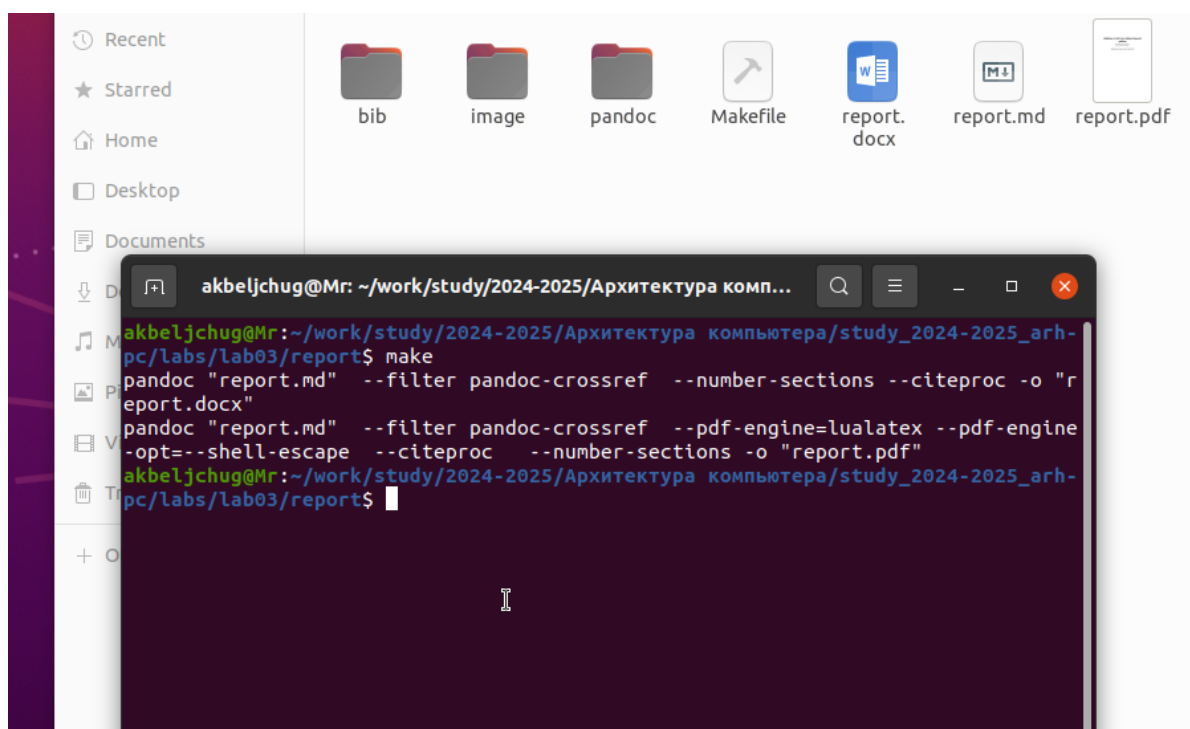 Recent
Starred
Home
Desktop
Documents
bib
image
pandoc
Makefile
report.
docx
report.md
report.pdf
akbeljchug@Mr: ~/work/study/2024-2025/Архитектура комп...
akbeljchug@Mr:~/work/study/2024-2025/Архитектура компьютера/study_2024-2025_arh-
pc/labs/lab03/report$ make
pandoc "report.md"  --filter pandoc-crossref  --number-sections --citeproc -o "r
eport.docx"
pandoc "report.md"  --filter pandoc-crossref  --pdf-engine=lualatex --pdf-engine
-opt=--shell-escape  --citeproc   --number-sections -o "report.pdf"
akbeljchug@Mr:~/work/study/2024-2025/Архитектура компьютера/study_2024-2025_arh-
pc/labs/lab03/report$